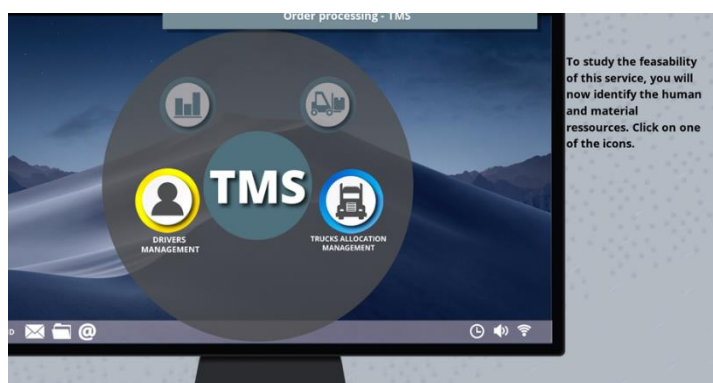 Order processing - TMS
To study the feasability
of this service, you will
now identify the human
and material
ressources. Click on one
of the icons.
TMS
DRIVERS
MANAGEMENT
TRUCKS ALLOCATION
MANAGEMENT
D
@